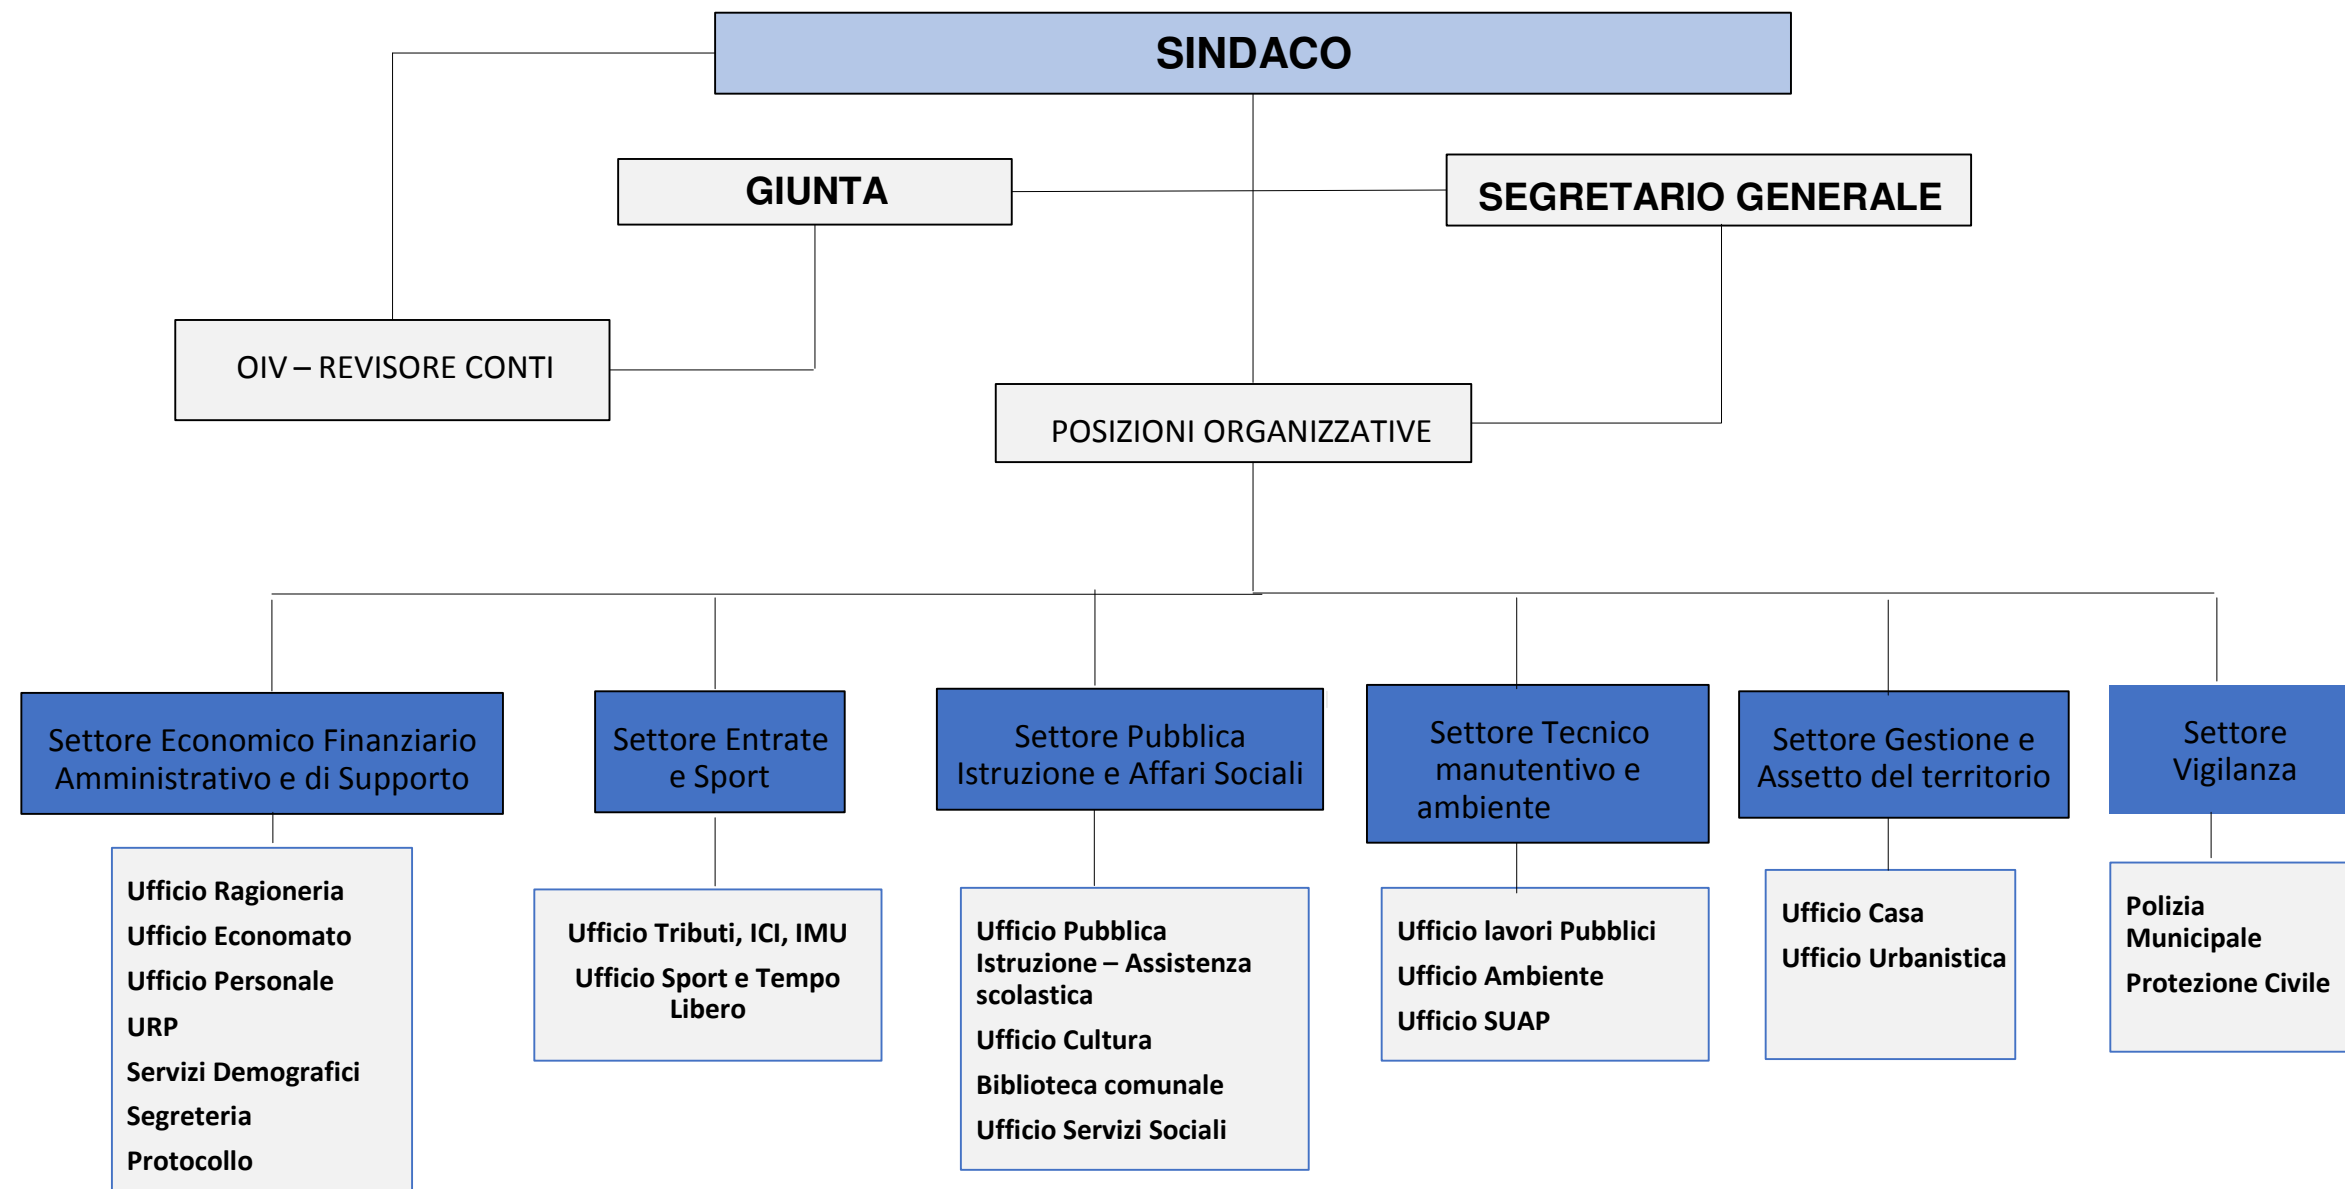 SINDACO
GIUNTA
SEGRETARIO GENERALE
OIV – REVISORE CONTI
POSIZIONI ORGANIZZATIVE
Settore Economico Finanziario
Amministrativo e di Supporto
Settore Entrate
e Sport
Settore Pubblica
Istruzione e Affari Sociali
Settore Tecnico
manutentivo e
ambiente
Settore Gestione e
Assetto del territorio
Settore
Vigilanza
Ufficio Ragioneria
Ufficio Economato
Ufficio Personale
URP
Servizi Demografici
Segreteria
Protocollo
Ufficio Tributi, ICI, IMU
Ufficio Sport e Tempo
Libero
Ufficio Pubblica
Istruzione – Assistenza
scolastica
Ufficio Cultura
Biblioteca comunale
Ufficio Servizi Sociali
Ufficio lavori Pubblici
Ufficio Ambiente
Ufficio SUAP
Ufficio Casa
Ufficio Urbanistica
Polizia
Municipale
Protezione Civile